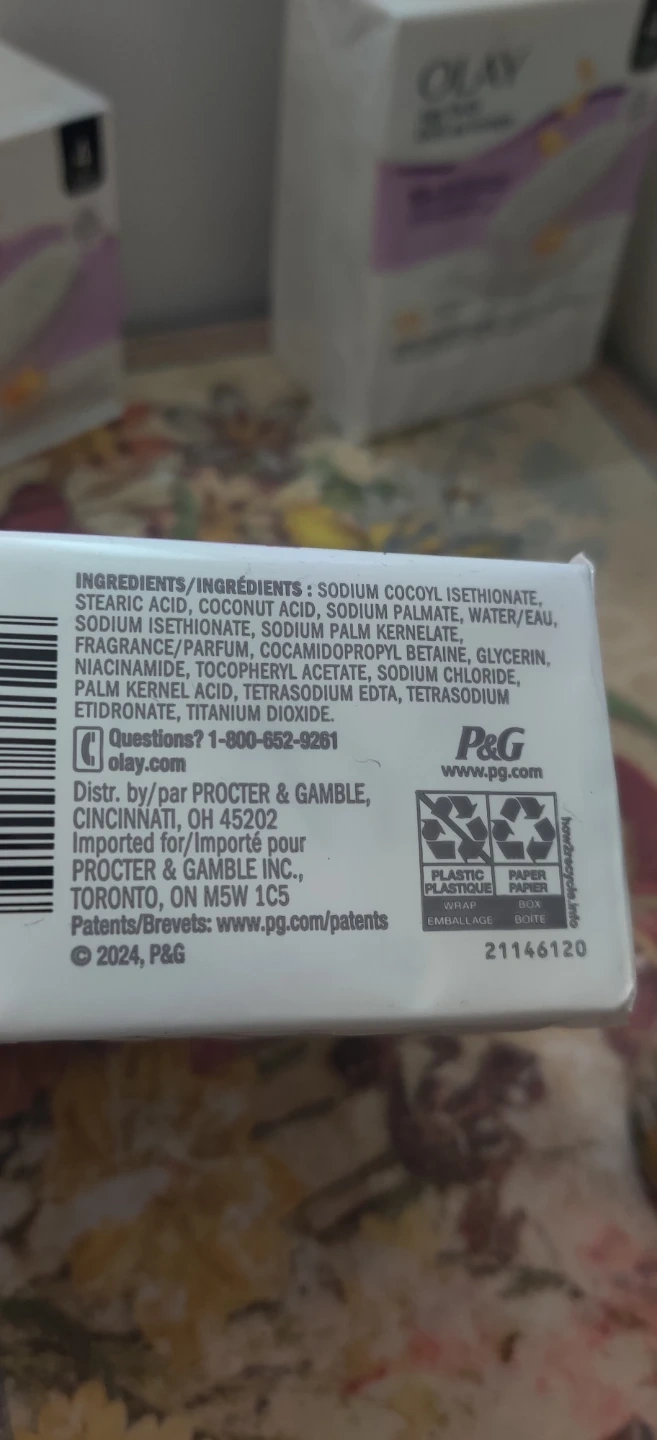 OLAY
INGREDIENTS/INGRÉDIENTS : SODIUM COCOYL ISETHIONATE,
STEARIC ACID, COCONUT ACID, SODIUM PALMATE, WATER/EAU,
SODIUM ISETHIONATE, SODIUM PALM KERNELATE,
FRAGRANCE/PARFUM, COCAMIDOPROPYL BETAINE, GLYCERIN,
NIACINAMIDE, TOCOPHERYL ACETATE, SODIUM CHLORIDE,
PALM KERNEL ACID, TETRASODIUM EDTA, TETRASODIUM
ETIDRONATE, TITANIUM DIOXIDE.
Questions? 1-800-652-9261
olay.com
Distr. by/par PROCTER & GAMBLE,
CINCINNATI, OH 45202
Imported for/Importé pour
PROCTER & GAMBLE INC.,
TORONTO, ON M5W 1C5
Patents/Brevets: www.pg.com/patents
© 2024, P&G
P&G
www.pg.com
PLASTIC
PLASTIQUE
WRAP
EMBALLAGE
PAPER
PAPIER
BOX
BOÎTE
how2recycle.info
21146120